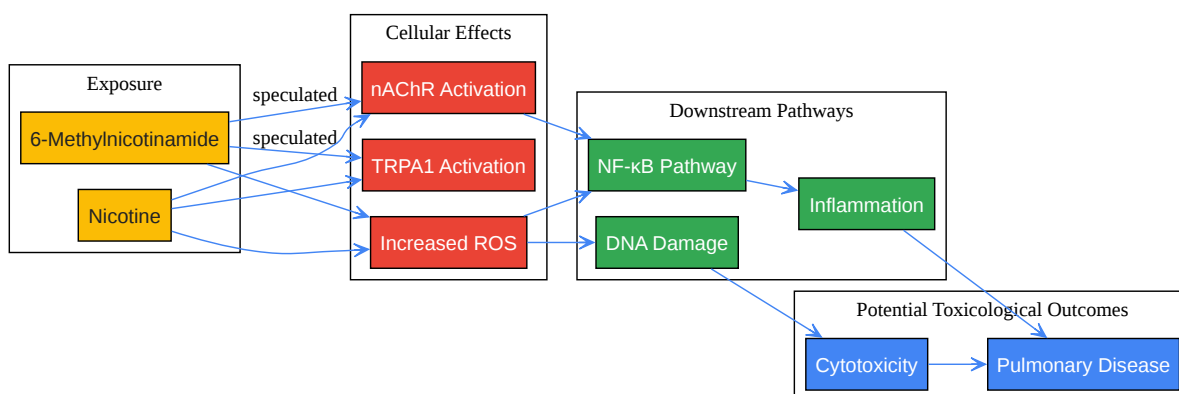 Exposure
6-Methylnicotinamide
Nicotine
speculated
speculated
Cellular Effects
nAChR Activation
TRPA1 Activation
Increased ROS
Downstream Pathways
NF-κB Pathway
DNA Damage
Inflammation
Potential Toxicological Outcomes
Cytotoxicity
Pulmonary Disease